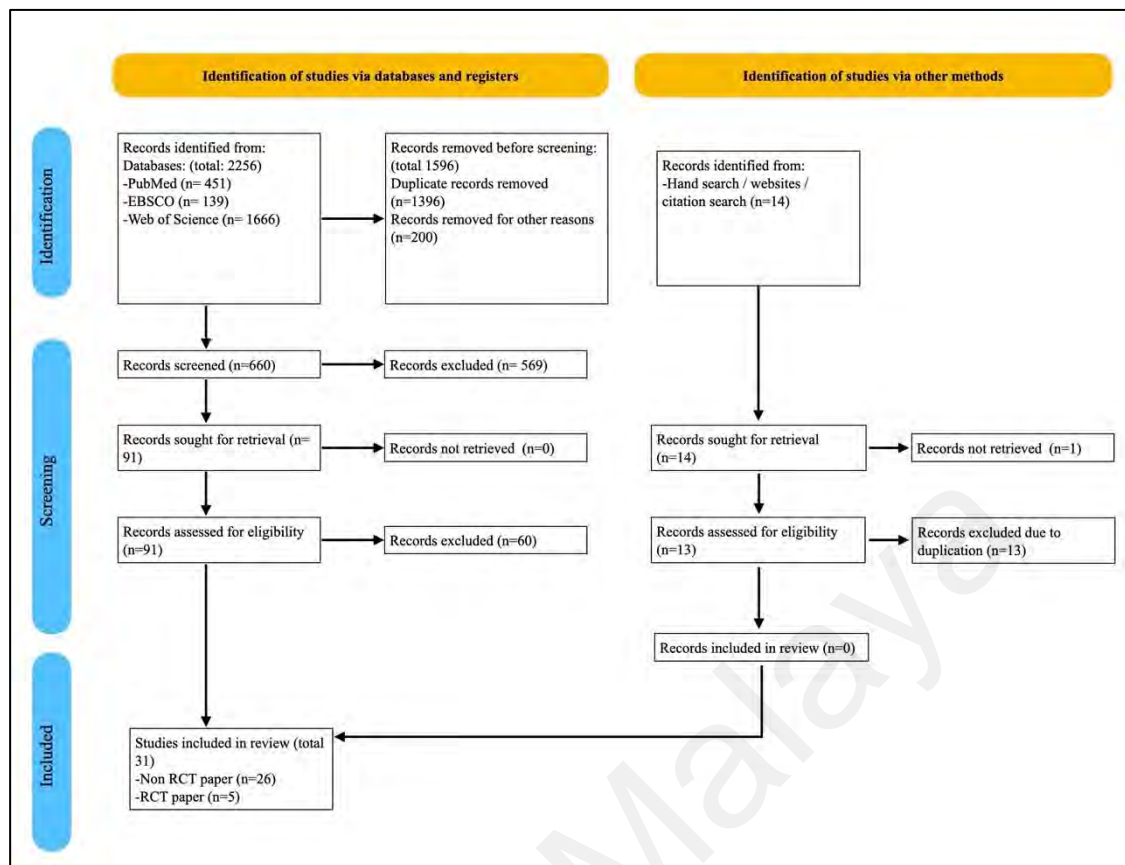 Identification of studies via databases and registers
Identification of studies via other methods
Identification
Records identified from:
Databases: (total: 2256)
-PubMed (n= 451)
-EBSCO (n= 139)
-Web of Science (n= 1666)
Records removed before screening:
(total 1596)
Duplicate records removed
(n=1396)
Records removed for other reasons
(n=200)
Records identified from:
-Hand search / websites /
citation search (n=14)
Screening
Records screened (n=660)
Records excluded (n= 569)
Records sought for retrieval (n=
91)
Records not retrieved (n=0)
Records sought for retrieval
(n=14)
Records not retrieved (n=1)
Records assessed for eligibility
(n=91)
Records excluded (n=60)
Records assessed for eligibility
(n=13)
Records excluded due to
duplication (n=13)
Records included in review (n=0)
Included
Studies included in review (total
31)
-Non RCT paper (n=26)
-RCT paper (n=5)
Malaya